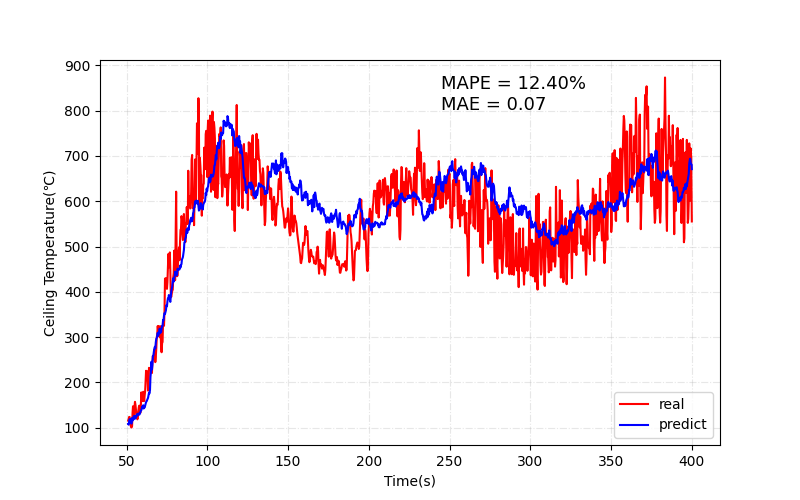 MAPE = 12.40%
MAE = 0.07
900
800
700
600
500
400
300
200
100
Ceiling Temperature(℃)
50 100 150 200 250 300 350 400
Time(s)
real
predict